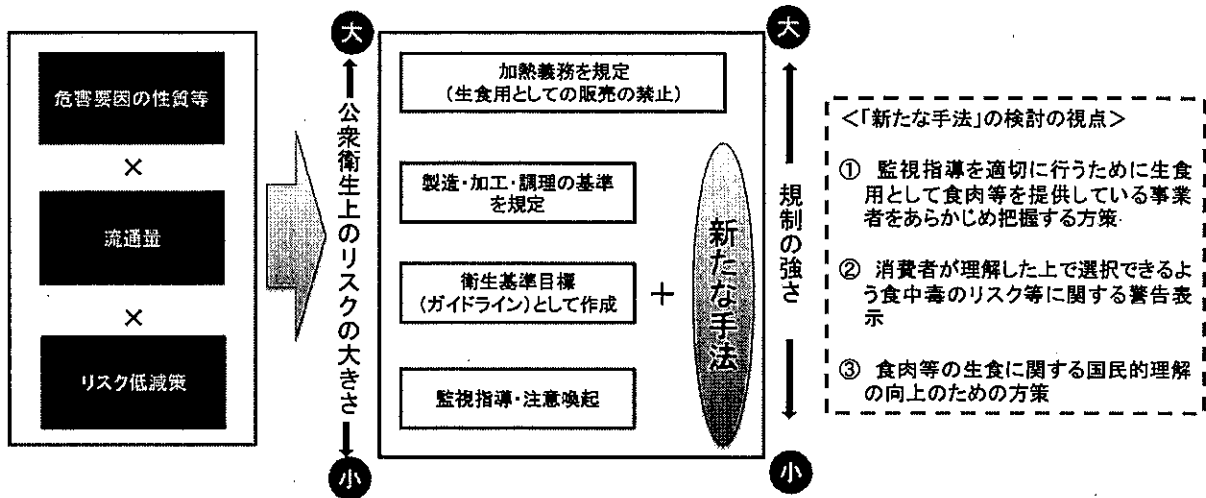 危害要因の性質等
×
流通量
×
リスク低減策
大
公衆衛生上のリスクの大きさ
小
加熱義務を規定
(生食用としての販売の禁止)
製造・加工・調理の基準
を規定
衛生基準目標
(ガイドライン)として作成
監視指導・注意喚起
+
新たな手法
大
規制の強さ
小
<「新たな手法」の検討の視点>
① 監視指導を適切に行うために生食
用として食肉等を提供している事業
者をあらかじめ把握する方策
② 消費者が理解した上で選択できるよ
う食中毒のリスク等に関する警告表
示
③ 食肉等の生食に関する国民的理解
の向上のための方策